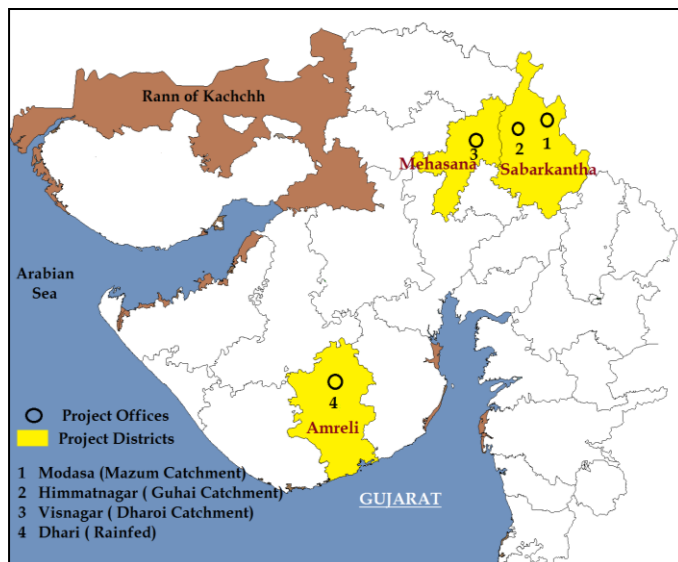 Rann of Kachchh
Mehasana
3
2
1
Sabarkantha
Arabian
Sea
4
Amreli
Project Offices
Project Districts
1 Modasa (Mazum Catchment)
2 Himmatnagar ( Guhai Catchment)
3 Visnagar ( Dharoi Catchment)
4 Dhari ( Rainfed)
GUJARAT